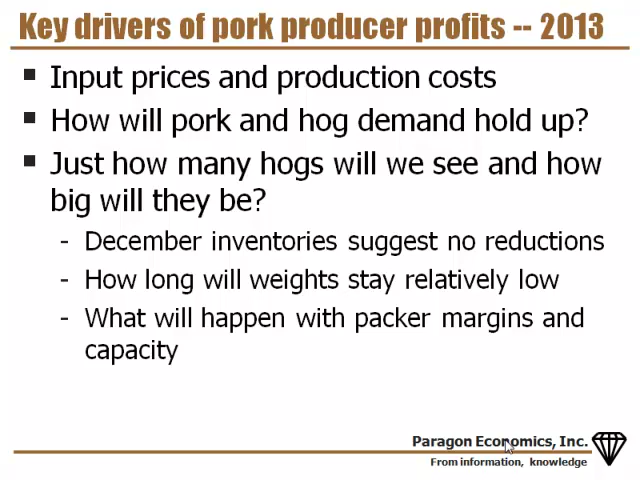 Key drivers of pork producer profits -- 2013
▪ Input prices and production costs
▪ How will pork and hog demand hold up?
▪ Just how many hogs will we see and how
big will they be?
- December inventories suggest no reductions
- How long will weights stay relatively low
- What will happen with packer margins and
capacity
Paragon Economics, Inc.
From information, knowledge